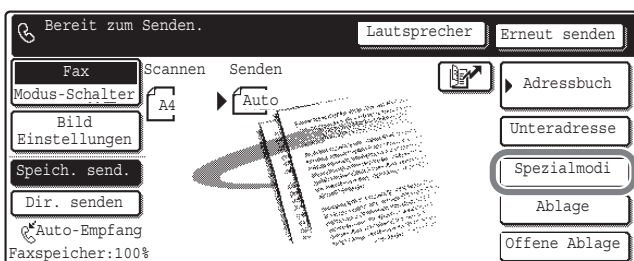 Bereit zum Senden.
Lautsprecher
Erneut senden
Fax
Modus-Schalter
Scannen
Senden
A4
Auto
Adressbuch
Bild
Einstellungen
Unteradresse
Speich. send.
Spezialmodi
Dir. senden
Ablage
Auto-Empfang
Offene Ablage
Faxspeicher:100%